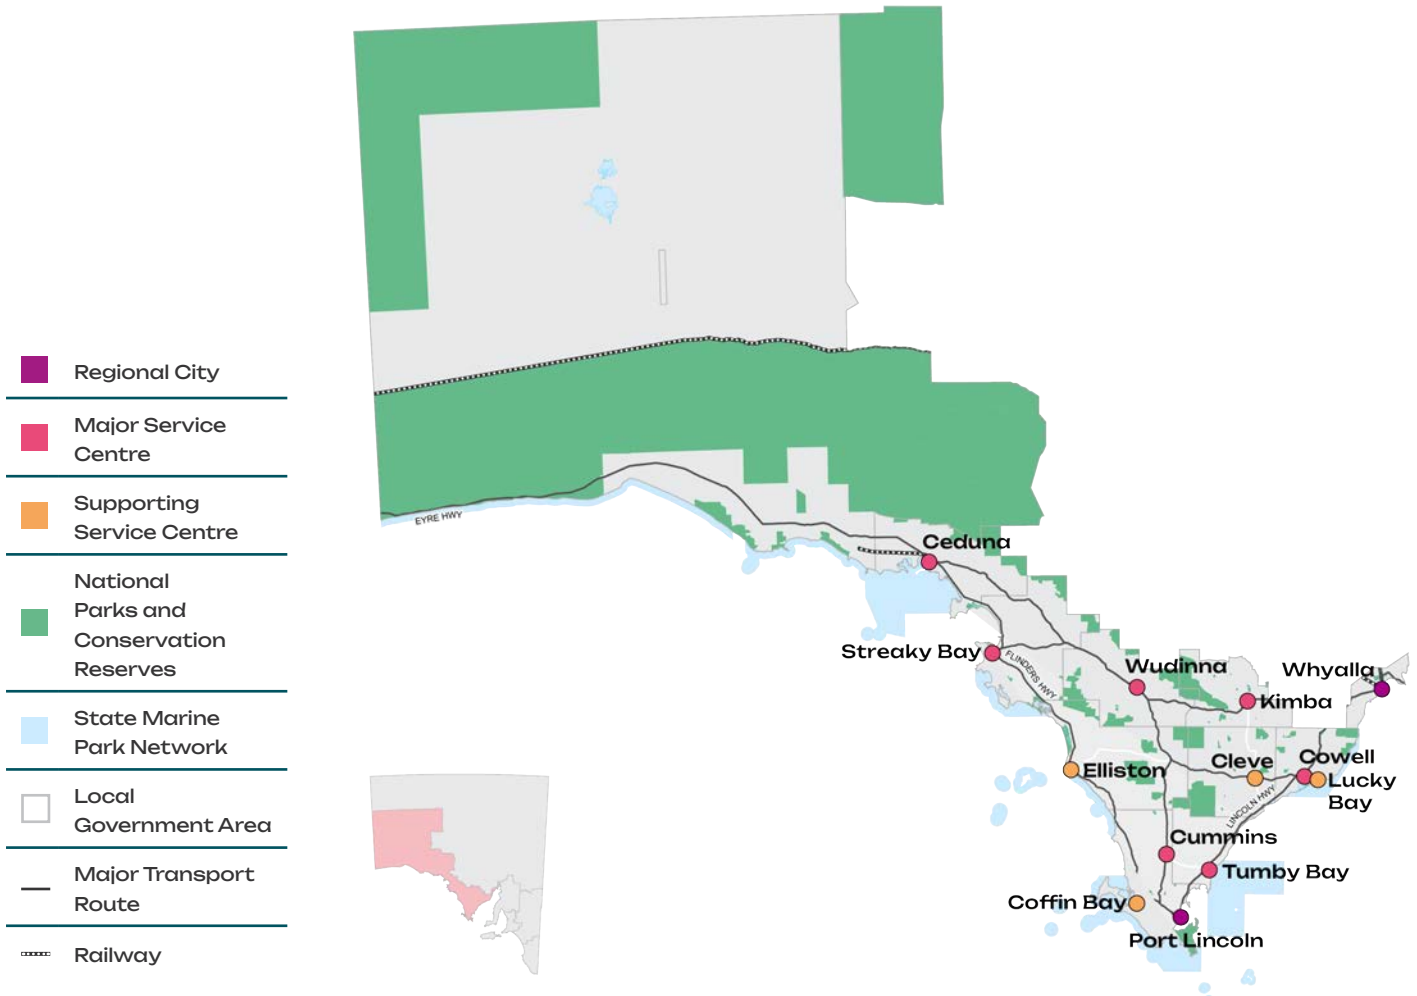 Regional City
Major Service
Centre
Supporting
Service Centre
National
Parks and
Conservation
Reserves
State Marine
Park Network
Local
Government Area
Major Transport
Route
Railway
EYRE HWY
Ceduna
Streaky Bay
FLINDERS HWY
Wudinna
Whyalla
Kimba
Elliston
Cleve
Cowell
Lucky
Bay
LINCOLN HWY
Cummins
Tumby Bay
Coffin Bay
Port Lincoln